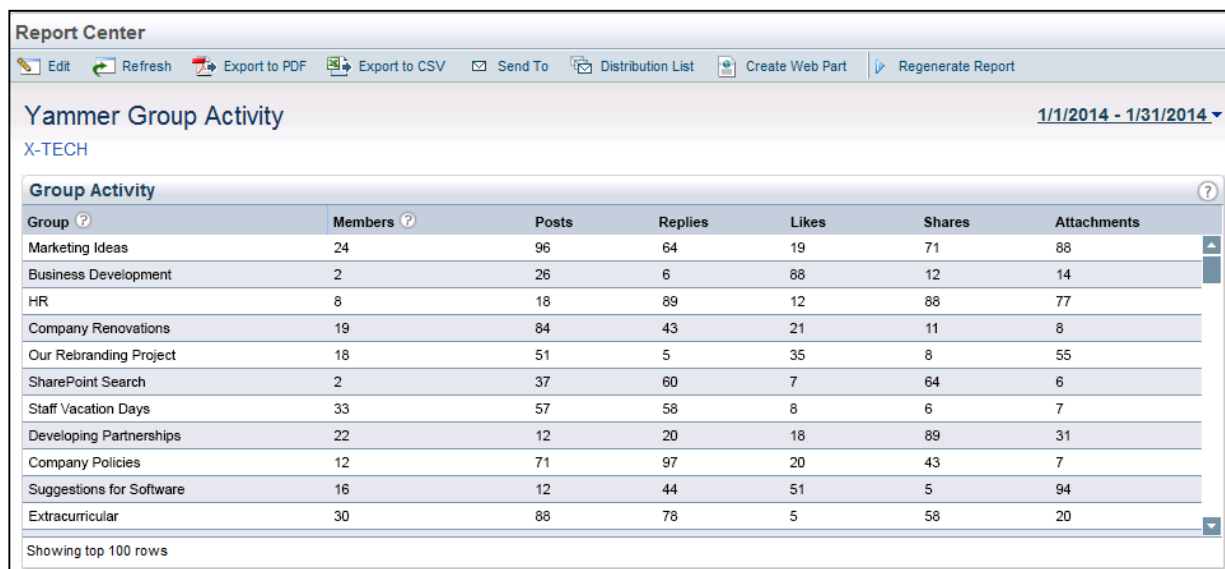 Report Center
Edit Refresh Export to PDF Export to CSV Send To Distribution List Create Web Part Regenerate Report
Yammer Group Activity 1/1/2014 - 1/31/2014
X-TECH
Group Activity ?
Group ? Members ? Posts Replies Likes Shares Attachments
Marketing Ideas 24 96 64 19 71 88
Business Development 2 26 6 88 12 14
HR 8 18 89 12 88 77
Company Renovations 19 84 43 21 11 8
Our Rebranding Project 18 51 5 35 8 55
SharePoint Search 2 37 60 7 64 6
Staff Vacation Days 33 57 58 8 6 7
Developing Partnerships 22 12 20 18 89 31
Company Policies 12 71 97 20 43 7
Suggestions for Software 16 12 44 51 5 94
Extracurricular 30 88 78 5 58 20
Showing top 100 rows